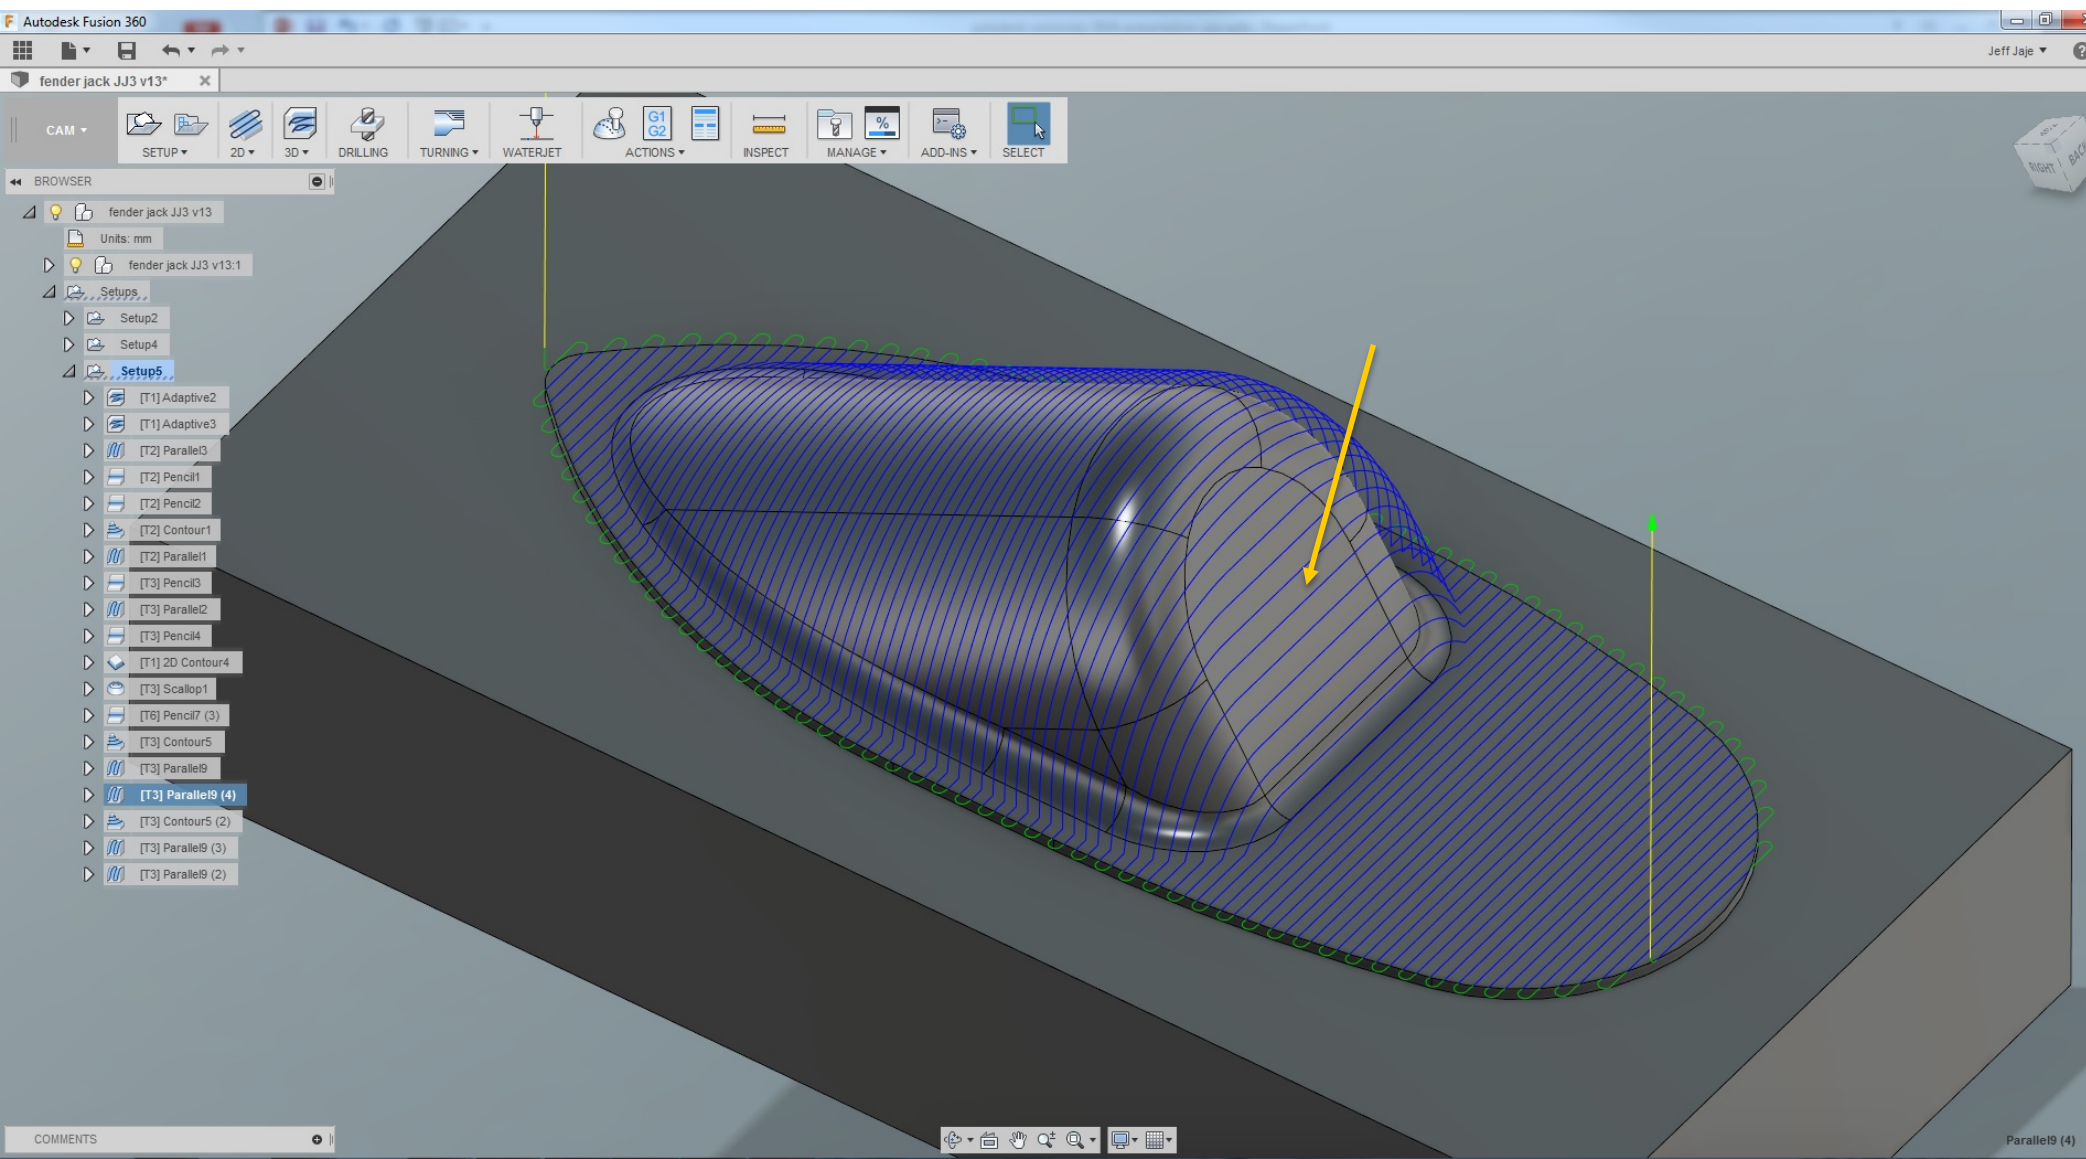 Autodesk Fusion 360
Jeff Jaje
fender jack JJ3 v13*
CAM
SETUP
2D
3D
DRILLING
TURNING
WATERJET
G1
G2
ACTIONS
INSPECT
%
MANAGE
ADD-INS
SELECT
RIGHT
BACK
BROWSER
fender jack JJ3 v13
Units: mm
fender jack JJ3 v13:1
Setups
Setup2
Setup4
Setup5
[T1] Adaptive2
[T1] Adaptive3
[T2] Parallel3
[T2] Pencil1
[T2] Pencil2
[T2] Contour1
[T2] Parallel1
[T3] Pencil3
[T3] Parallel2
[T3] Pencil4
[T1] 2D Contour4
[T3] Scallop1
[T6] Pencil7 (3)
[T3] Contour5
[T3] Parallel9
[T3] Parallel9 (4)
[T3] Contour5 (2)
[T3] Parallel9 (3)
[T3] Parallel9 (2)
COMMENTS
Parallel9 (4)